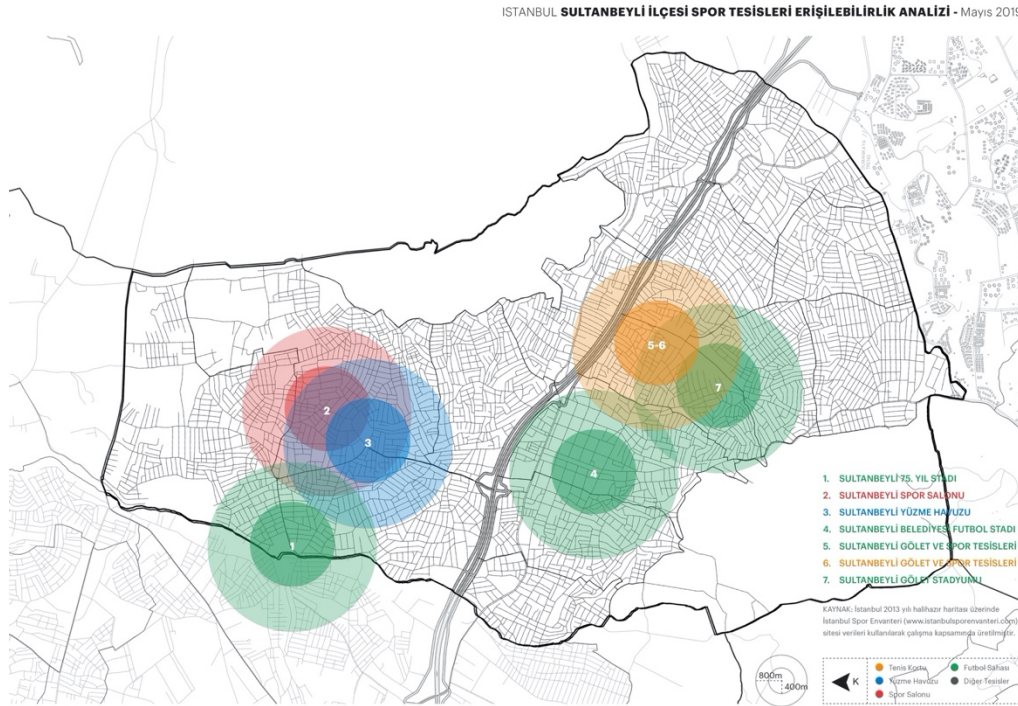 ISTANBUL SULTANBEYLİ İLÇESİ SPOR TESİSLERİ ERİŞİLEBİLİRLİK ANALİZİ - Mayıs 2019
5-6
7
2
3
4
1
1. SULTANBEYLİ 75. YIL STADI
2. SULTANBEYLİ SPOR SALONU
3. SULTANBEYLİ YÜZME HAVUZU
4. SULTANBEYLİ BELEDİYESİ FUTBOL STADI
5. SULTANBEYLİ GÖLET VE SPOR TESİSLERİ
6. SULTANBEYLİ GÖLET VE SPOR TESİSLERİ
7. SULTANBEYLİ GÖLET STADYUMU
KAYNAK: İstanbul 2013 yılı halihazır haritası üzerinde
İstanbul Spor Envanteri (www.istanbulsporenvanteri.com)
sitesi verileri kullanılarak çalışma kapsamında üretilmiştir.
800m
400m
K
Tenis Kortu
Yüzme Havuzu
Spor Salonu
Futbol Sahası
Diğer Tesisler